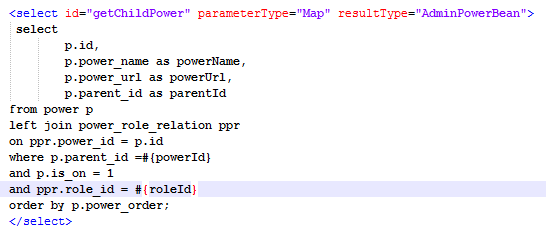 <select id="getChildPower" parameterType="Map" resultType="AdminPowerBean">
select
p.id,
p.power_name as powerName,
p.power_url as powerUrl,
p.parent_id as parentId
from power p
left join power_role_relation ppr
on ppr.power_id = p.id
where p.parent_id =#{powerId}
and p.is_on = 1
and ppr.role_id = #{roleId}
order by p.power_order;
</select>